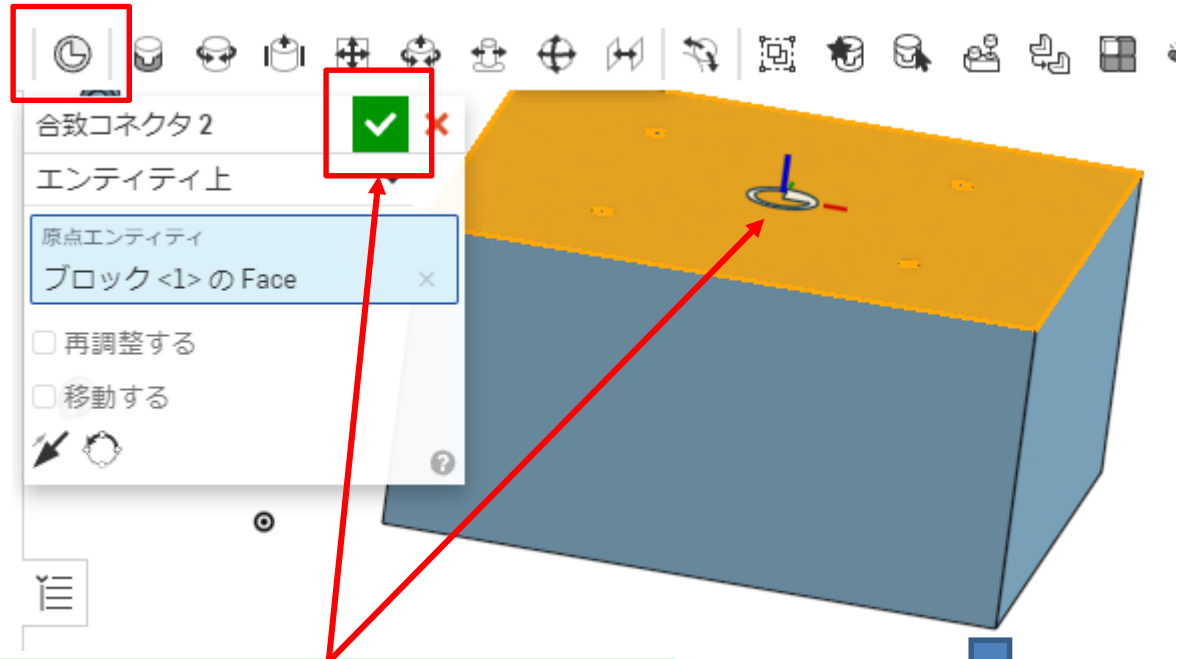 合致コネクタ 2
エンティティ上
原点エンティティ
ブロック <1> の Face
再調整する
移動する